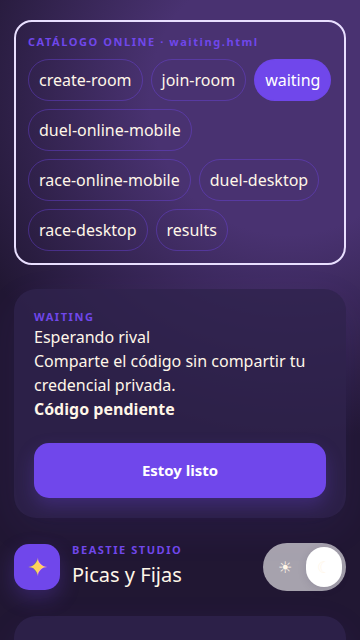 CATÁLOGO ONLINE · waiting.html
create-room join-room waiting
duel-online-mobile
race-online-mobile duel-desktop
race-desktop results
WAITING
Esperando rival
Comparte el código sin compartir tu
credencial privada.
Código pendiente
Estoy listo
BEASTIE STUDIO
Picas y Fijas